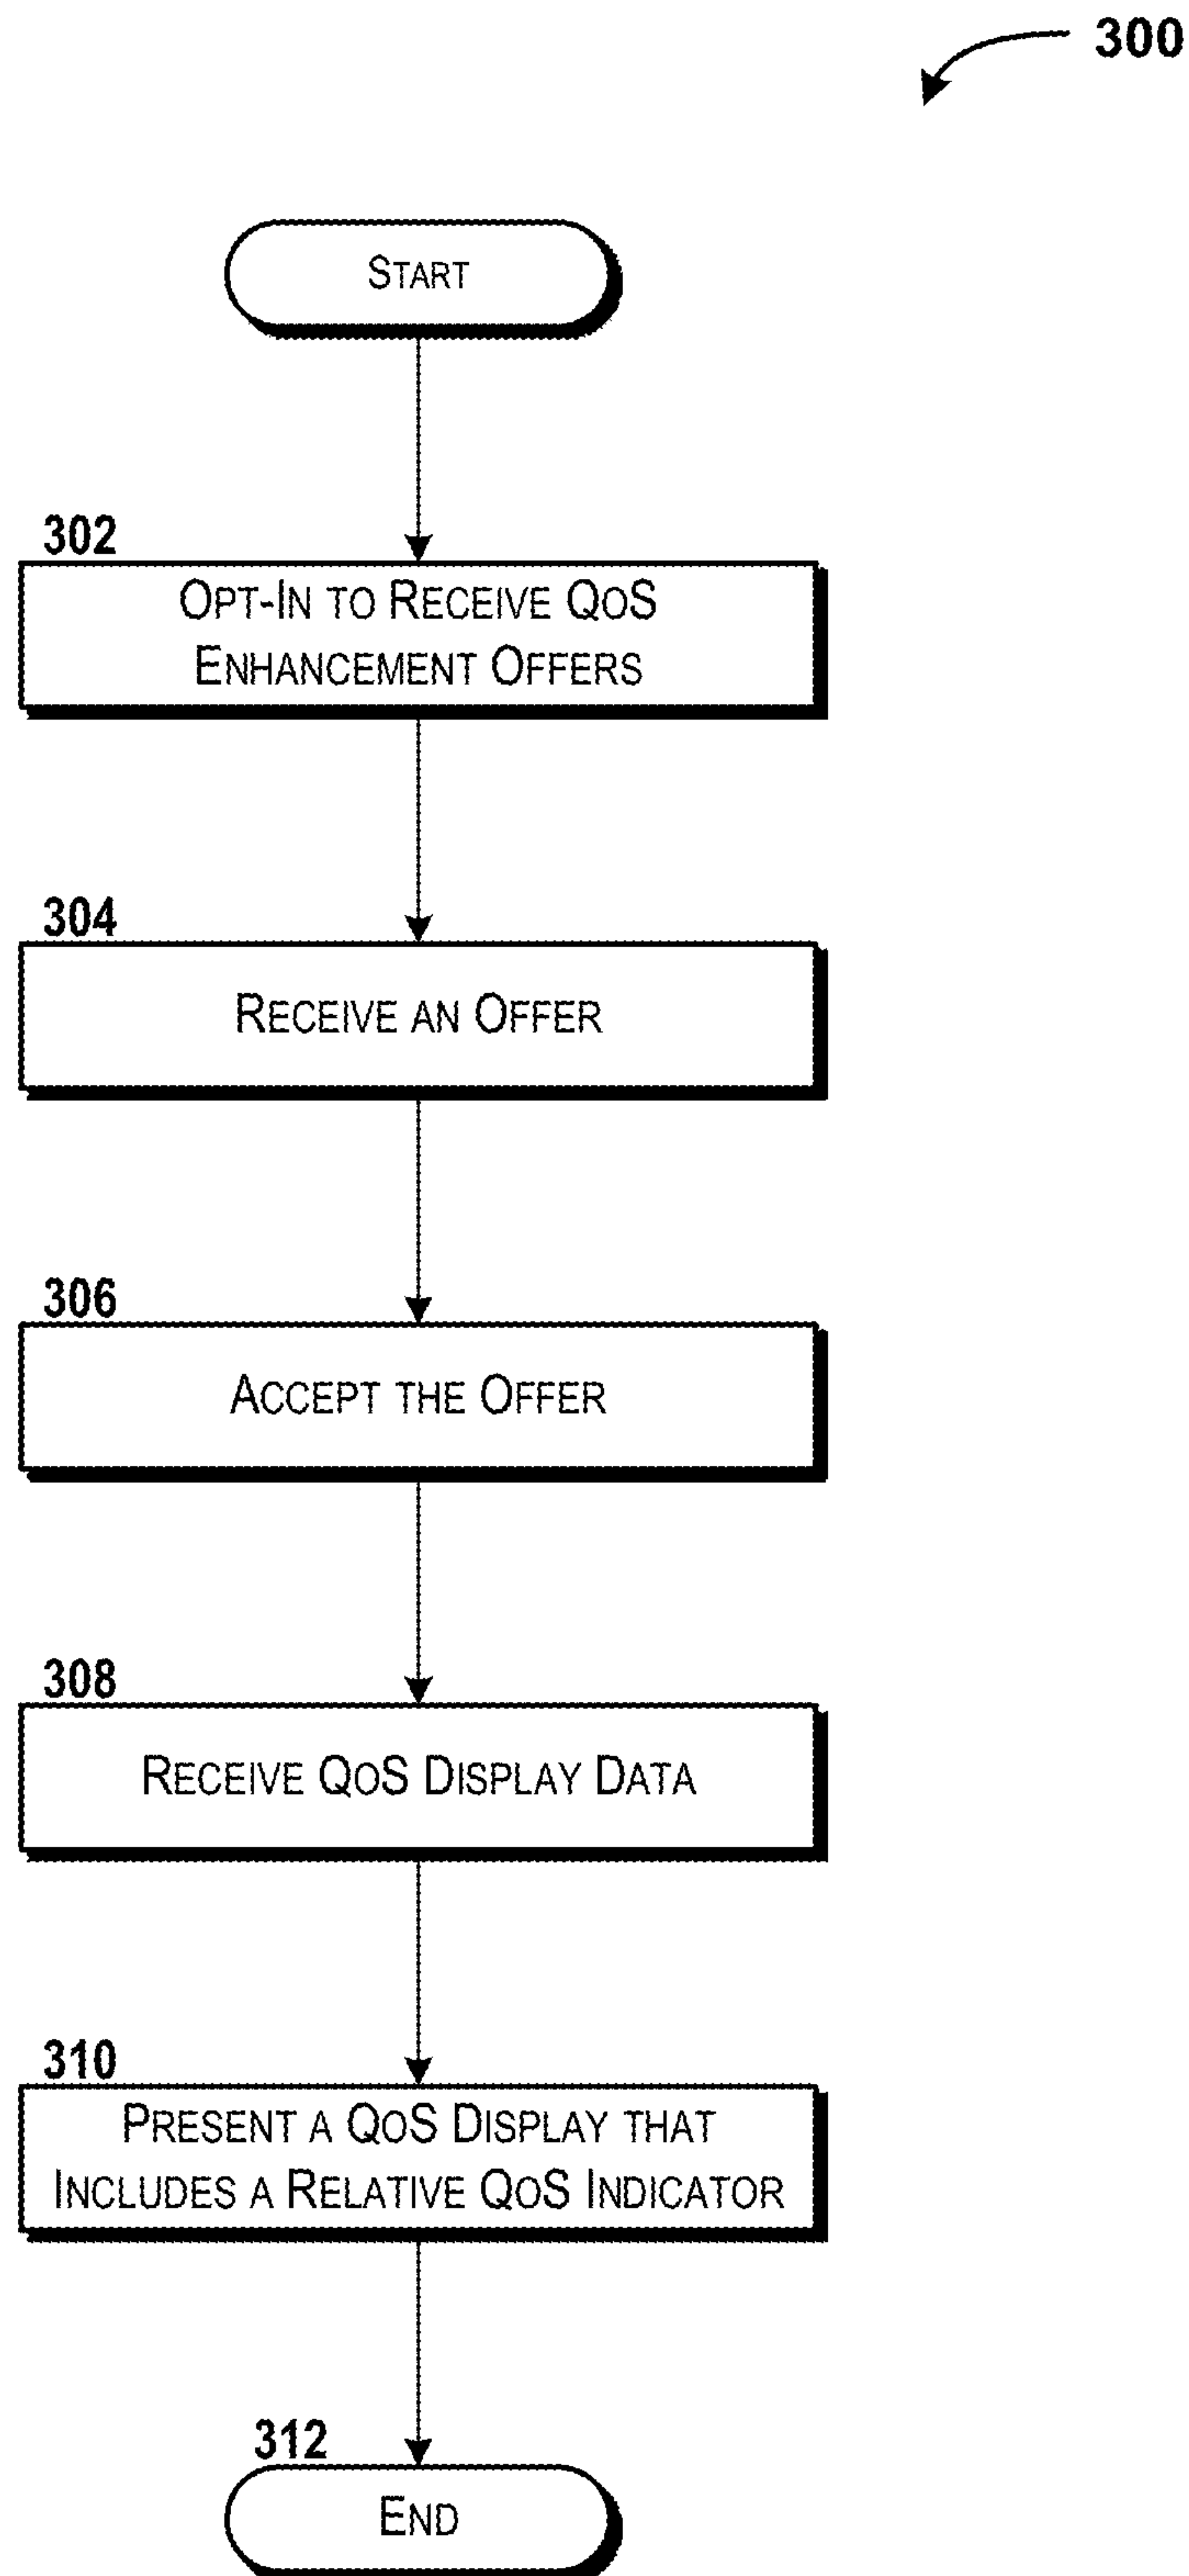 300
START
302
OPT-IN TO RECEIVE QOS
ENHANCEMENT OFFERS
304
RECEIVE AN OFFER
306
ACCEPT THE OFFER
308
RECEIVE QOS DISPLAY DATA
310
PRESENT A QOS DISPLAY THAT
INCLUDES A RELATIVE QOS INDICATOR
312
END